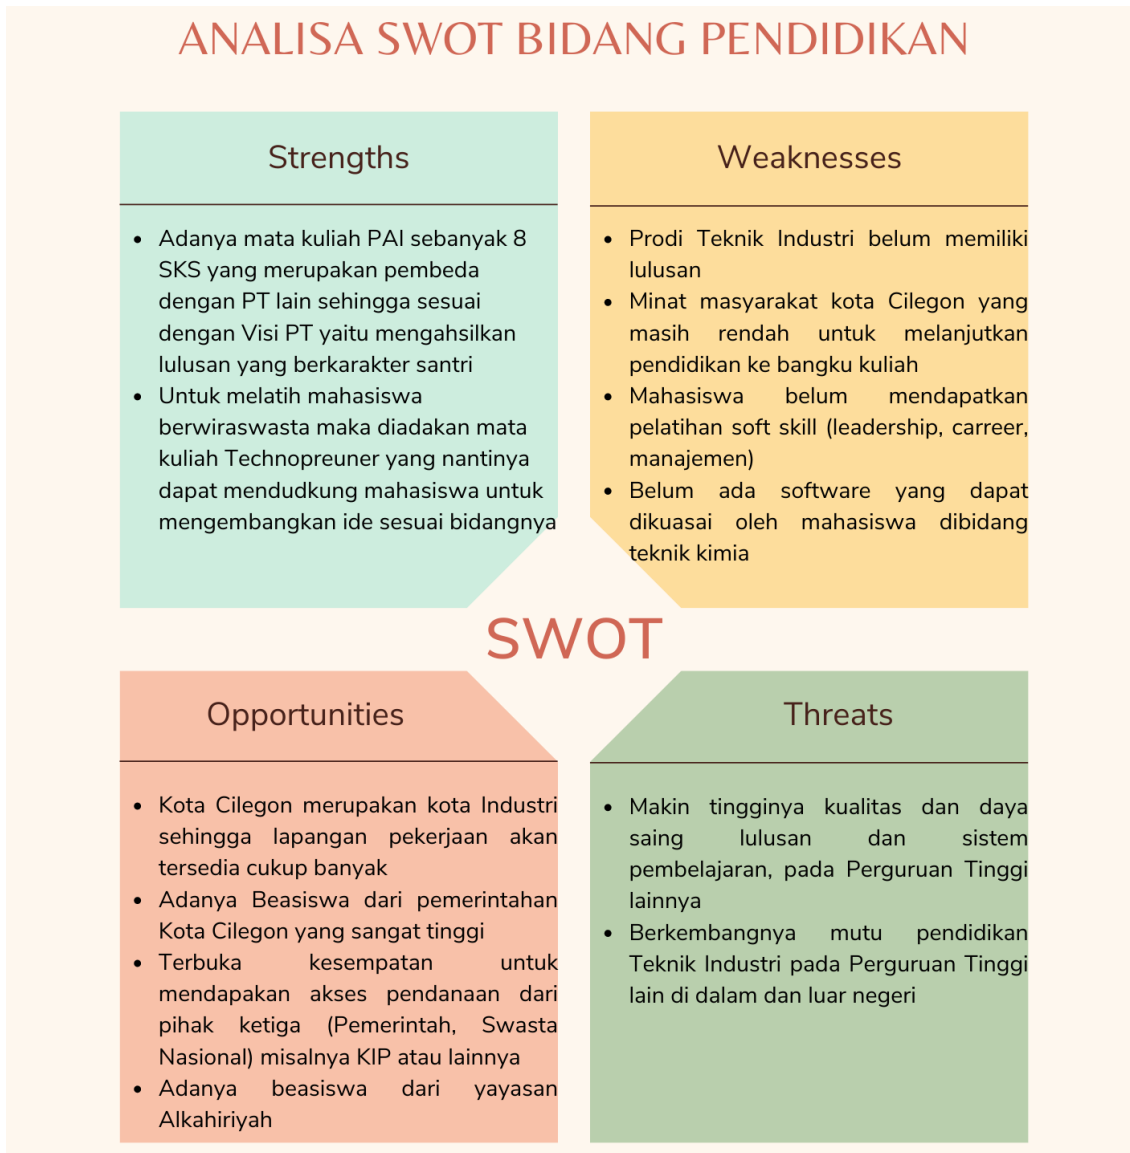 ANALISA SWOT BIDANG PENDIDIKAN
Strengths
• Adanya mata kuliah PAI sebanyak 8
SKS yang merupakan pembeda
dengan PT lain sehingga sesuai
dengan Visi PT yaitu mengahsilkan
lulusan yang berkarakter santri
• Untuk melatih mahasiswa
berwiraswasta maka diadakan mata
kuliah Technopreuner yang nantinya
dapat mendudkung mahasiswa untuk
mengembangkan ide sesuai bidangnya
Weaknesses
• Prodi Teknik Industri belum memiliki
lulusan
• Minat masyarakat kota Cilegon yang
masih rendah untuk melanjutkan
pendidikan ke bangku kuliah
• Mahasiswa belum mendapatkan
pelatihan soft skill (leadership, carreer,
manajemen)
• Belum ada software yang dapat
dikuasai oleh mahasiswa dibidang
teknik kimia
SWOT
Opportunities
• Kota Cilegon merupakan kota Industri
sehingga lapangan pekerjaan akan
tersedia cukup banyak
• Adanya Beasiswa dari pemerintahan
Kota Cilegon yang sangat tinggi
• Terbuka kesempatan untuk
mendapakan akses pendanaan dari
pihak ketiga (Pemerintah, Swasta
Nasional) misalnya KIP atau lainnya
• Adanya beasiswa dari yayasan
Alkahiriyah
Threats
• Makin tingginya kualitas dan daya
saing lulusan dan sistem
pembelajaran, pada Perguruan Tinggi
lainnya
• Berkembangnya mutu pendidikan
Teknik Industri pada Perguruan Tinggi
lain di dalam dan luar negeri